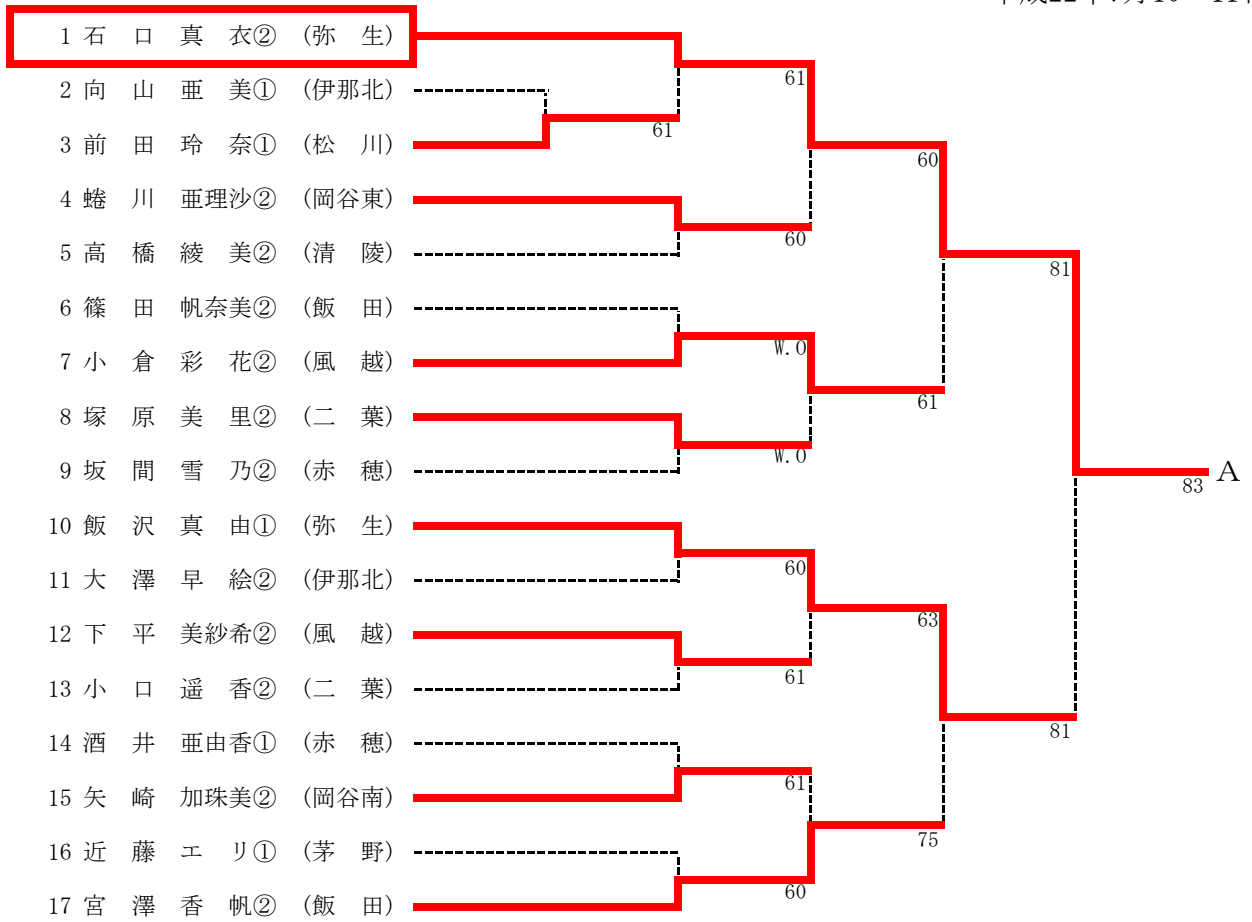 1 石 口 真 衣② (弥 生)
2 向 山 亜 美① (伊那北)
3 前 田 玲 奈① (松 川)
4 蜷 川 亜理沙② (岡谷東)
5 高 橋 綾 美② (清 陵)
6 篠 田 帆奈美② (飯 田)
7 小 倉 彩 花② (風 越)
8 塚 原 美 里② (二 葉)
9 坂 間 雪 乃② (赤 穂)
10 飯 沢 真 由① (弥 生)
11 大 澤 早 絵② (伊那北)
12 下 平 美紗希② (風 越)
13 小 口 遥 香② (二 葉)
14 酒 井 亜由香① (赤 穂)
15 矢 崎 加珠美② (岡谷南)
16 近 藤 エ リ① (茅 野)
17 宮 澤 香 帆② (飯 田)
61
61
60
W.O
W.O
60
61
61
60
60
61
63
75
81
81
83
A